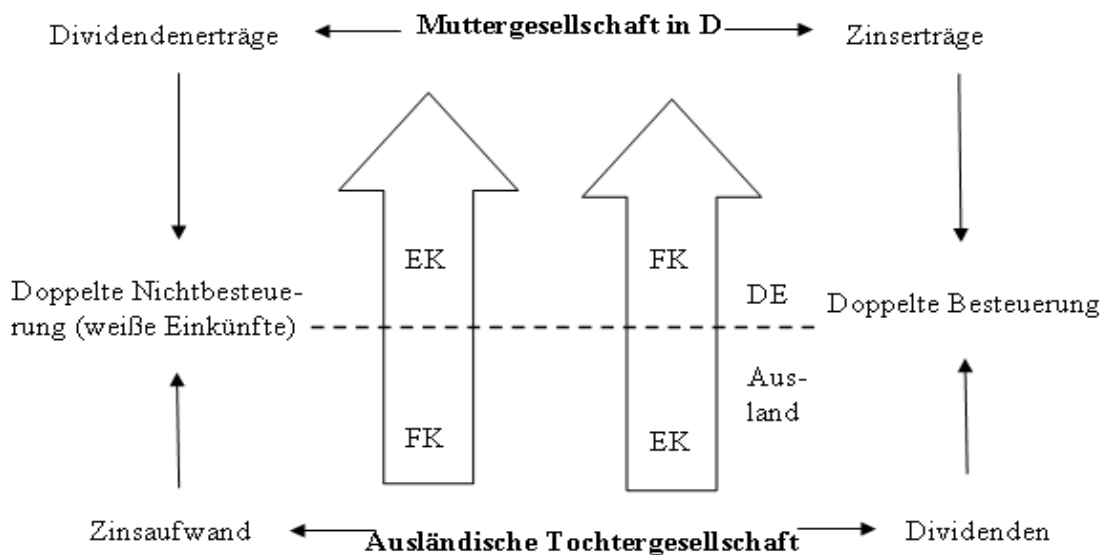 Dividendenerträge
Muttergesellschaft in D
Zinserträge
EK
FK
DE
Doppelte Nichtbesteue-
rung (weiße Einkünfte)
Doppelte Besteuerung
Aus-
land
FK
EK
Zinsaufwand
Ausländische Tochtergesellschaft
Dividenden